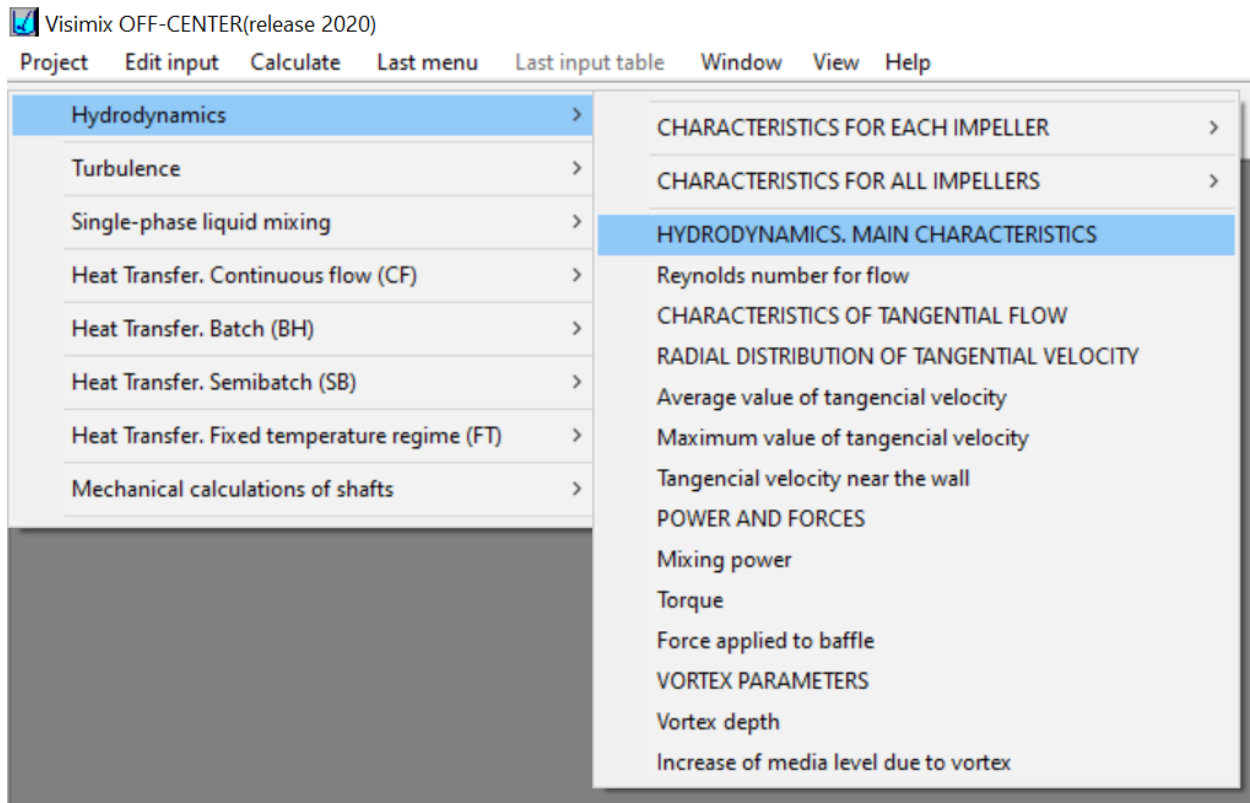 Visimix OFF-CENTER(release 2020)
Project Edit input Calculate Last menu Last input table Window View Help
Hydrodynamics
Turbulence
Single-phase liquid mixing
Heat Transfer. Continuous flow (CF)
Heat Transfer. Batch (BH)
Heat Transfer. Semibatch (SB)
Heat Transfer. Fixed temperature regime (FT)
Mechanical calculations of shafts
CHARACTERISTICS FOR EACH IMPELLER
CHARACTERISTICS FOR ALL IMPELLERS
HYDRODYNAMICS. MAIN CHARACTERISTICS
Reynolds number for flow
CHARACTERISTICS OF TANGENTIAL FLOW
RADIAL DISTRIBUTION OF TANGENTIAL VELOCITY
Average value of tangencial velocity
Maximum value of tangencial velocity
Tangencial velocity near the wall
POWER AND FORCES
Mixing power
Torque
Force applied to baffle
VORTEX PARAMETERS
Vortex depth
Increase of media level due to vortex